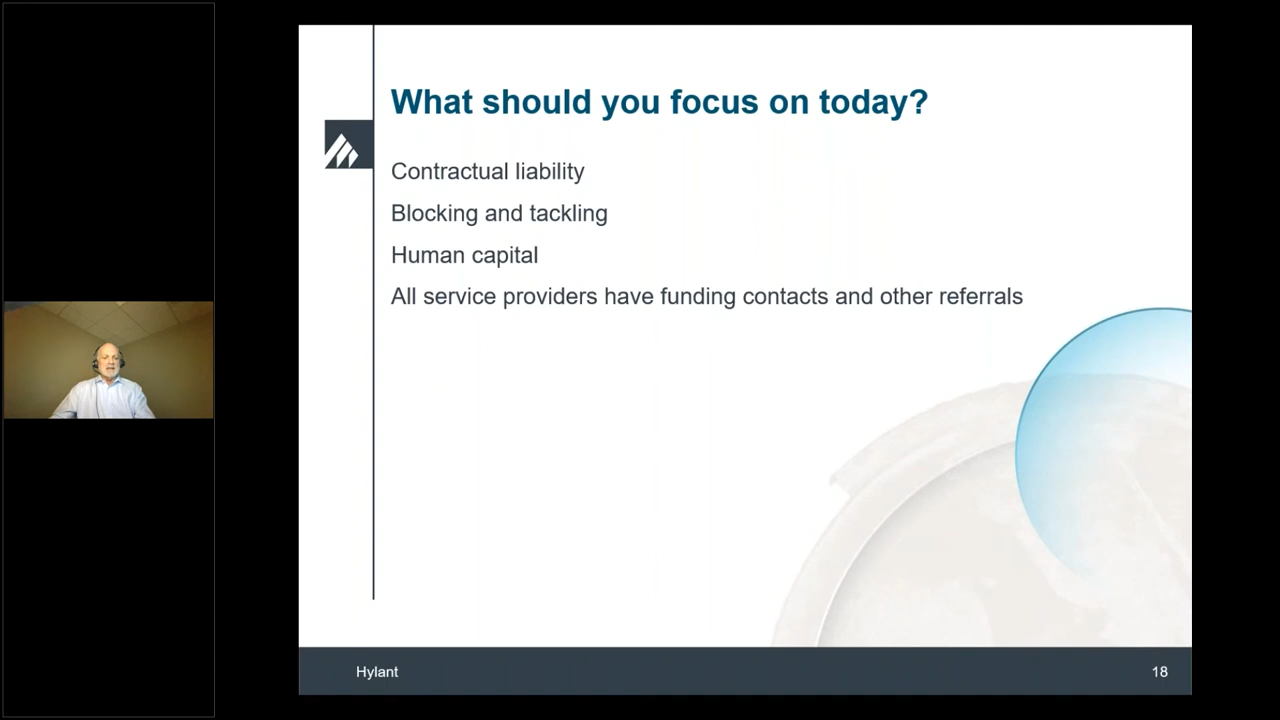 What should you focus on today?
Contractual liability
Blocking and tackling
Human capital
All service providers have funding contacts and other referrals
Hylant
18